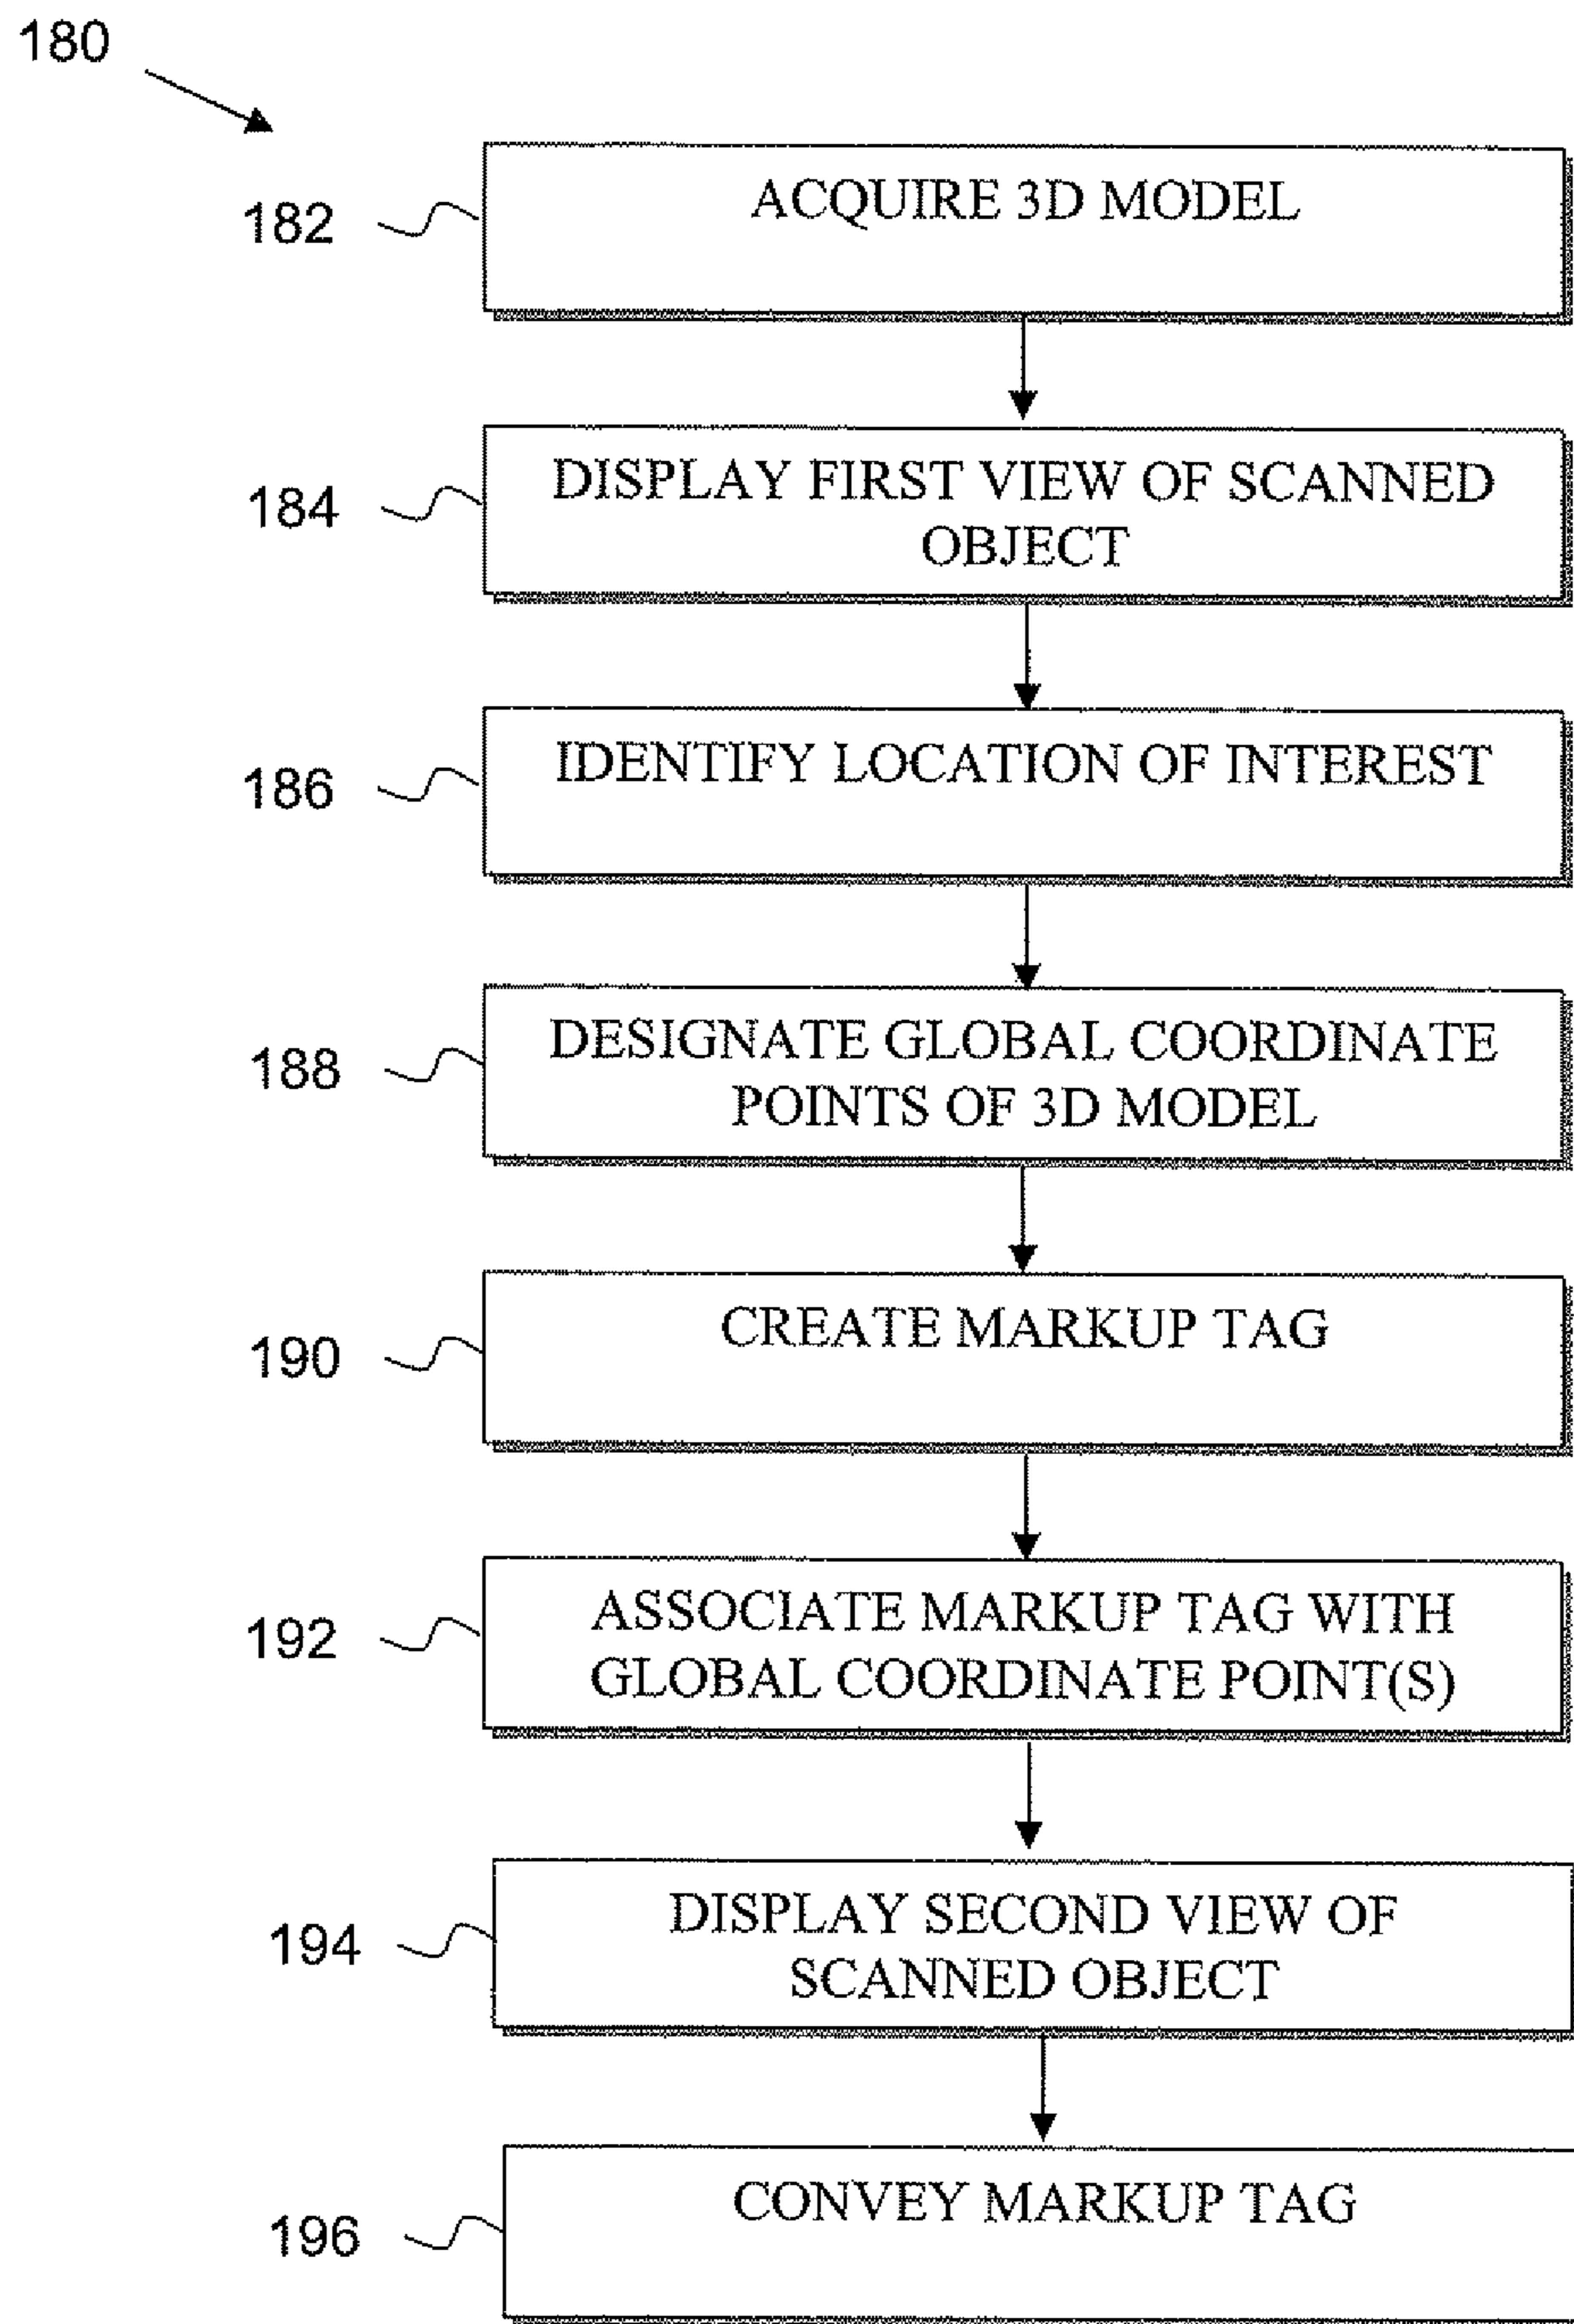 180
182
ACQUIRE 3D MODEL
184
DISPLAY FIRST VIEW OF SCANNED
OBJECT
186
IDENTIFY LOCATION OF INTEREST
188
DESIGNATE GLOBAL COORDINATE
POINTS OF 3D MODEL
190
CREATE MARKUP TAG
192
ASSOCIATE MARKUP TAG WITH
GLOBAL COORDINATE POINT(S)
194
DISPLAY SECOND VIEW OF
SCANNED OBJECT
196
CONVEY MARKUP TAG